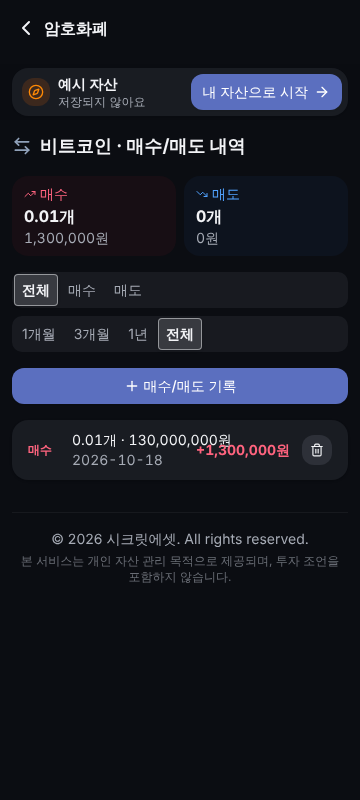 암호화폐
예시 자산
저장되지 않아요
내 자산으로 시작
비트코인 · 매수/매도 내역
매수
0.01개
1,300,000원
매도
0개
0원
전체 매수 매도
1개월 3개월 1년 전체
+ 매수/매도 기록
매수
0.01개 · 130,000,000원
2026-10-18
+1,300,000원
© 2026 시크릿에셋. All rights reserved.
본 서비스는 개인 자산 관리 목적으로 제공되며, 투자 조언을
포함하지 않습니다.